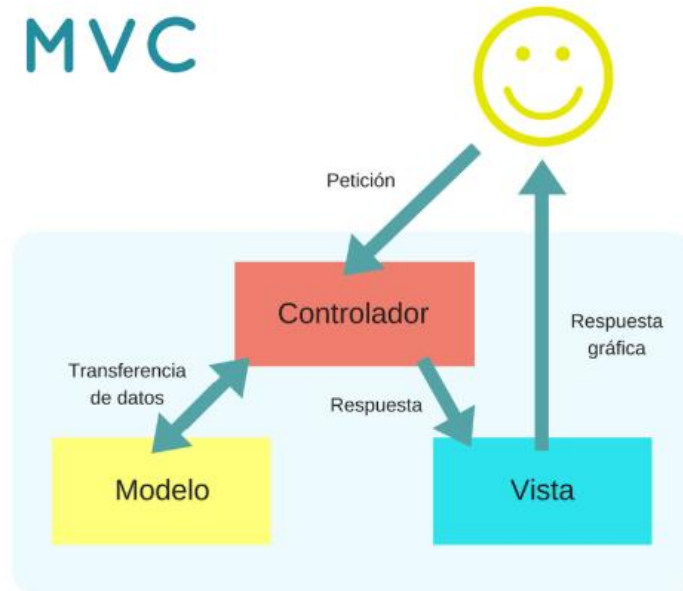 MVC
Petición
Controlador
Respuesta
gráfica
Transferencia
de datos
Respuesta
Modelo
Vista